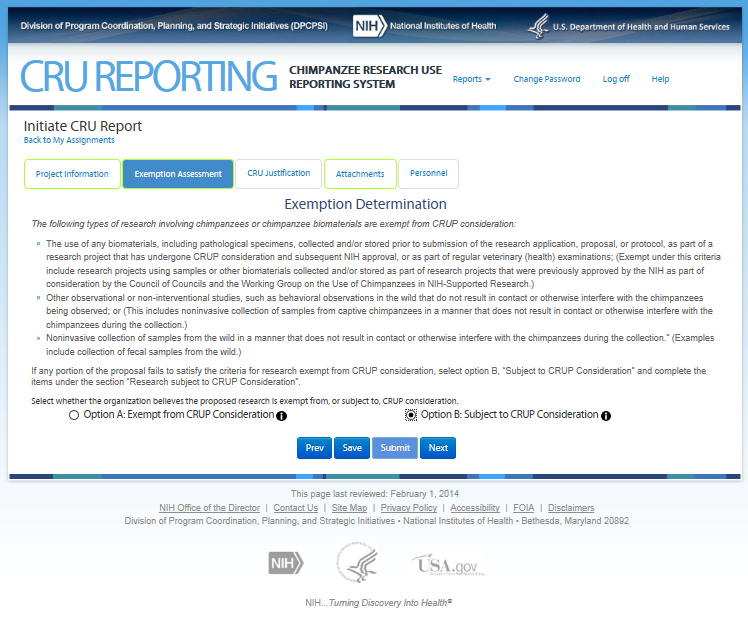 Division of Program Coordination, Planning, and Strategic Initiatives (DPCPSI)
NIH National Institutes of Health
U.S. Department of Health and Human Services
CRU REPORTING
CHIMPANZEE RESEARCH USE
REPORTING SYSTEM
Reports Change Password Log off Help
Initiate CRU Report
Back to My Assignments
Project Information Exemption Assessment CRU Justification Attachments Personnel
Exemption Determination
The following types of research involving chimpanzees or chimpanzee biomaterials are exempt from CRUP consideration:
The use of any biomaterials, including pathological specimens, collected and/or stored prior to submission of the research application, proposal, or protocol, as part of a
research project that has undergone CRUP consideration and subsequent NIH approval, or as part of regular veterinary (health) examinations; (Exempt under this criteria
include research projects using samples or other biomaterials collected and/or stored as part of research projects that were previously approved by the NIH as part of
consideration by the Council of Councils and the Working Group on the Use of Chimpanzees in NIH-Supported Research.)
Other observational or non-interventional studies, such as behavioral observations in the wild that do not result in contact or otherwise interfere with the chimpanzees
being observed; or (This includes noninvasive collection of samples from captive chimpanzees in a manner that does not result in contact or otherwise interfere with the
chimpanzees during the collection.)
Noninvasive collection of samples from the wild in a manner that does not result in contact or otherwise interfere with the chimpanzees during the collection." (Examples
include collection of fecal samples from the wild.)
If any portion of the proposal fails to satisfy the criteria for research exempt from CRUP consideration, select option B, "Subject to CRUP Consideration" and complete the
items under the section "Research subject to CRUP Consideration".
Select whether the organization believes the proposed research is exempt from, or subject to, CRUP consideration.
Option A: Exempt from CRUP Consideration Option B: Subject to CRUP Consideration
Prev Save Submit Next
This page last reviewed: February 1, 2014
NIH Office of the Director | Contact Us | Site Map | Privacy Policy | Accessibility | FOIA | Disclaimers
Division of Program Coordination, Planning, and Strategic Initiatives • National Institutes of Health • Bethesda, Maryland 20892
NIH USA.gov
NIH...Turning Discovery Into Health®